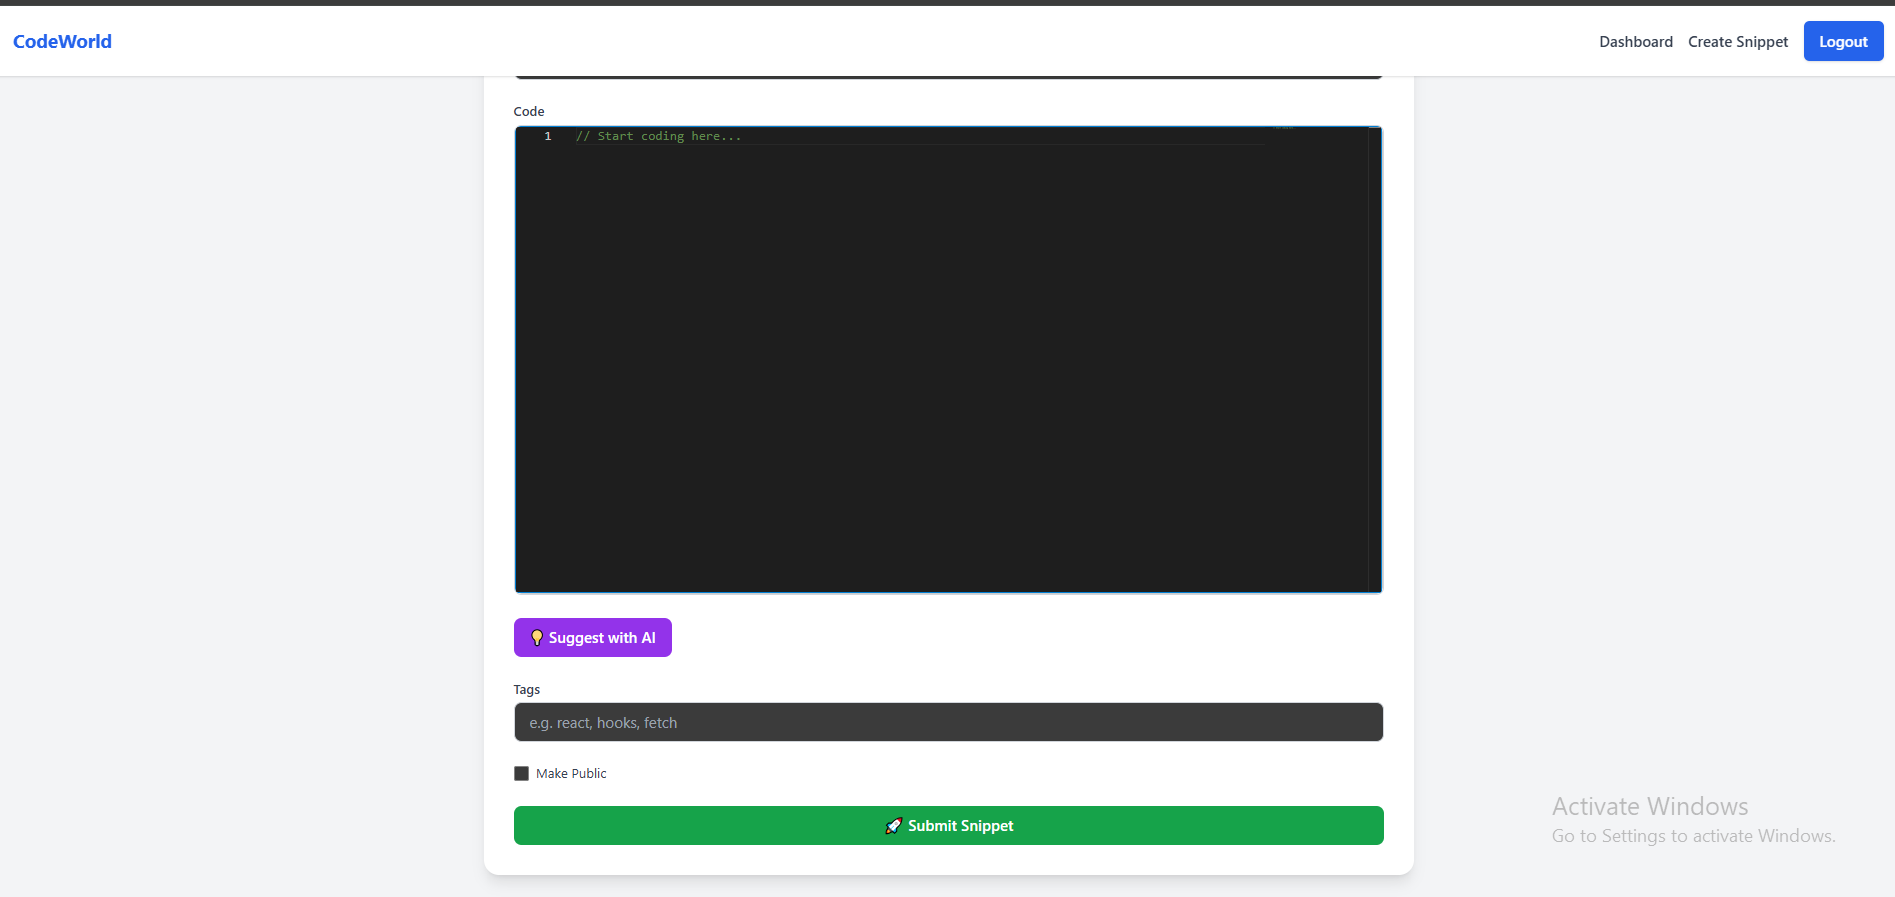 CodeWorld
Dashboard Create Snippet Logout
Code
1 // Start coding here...
💡 Suggest with AI
Tags
e.g. react, hooks, fetch
Make Public
🚀 Submit Snippet
Activate Windows
Go to Settings to activate Windows.